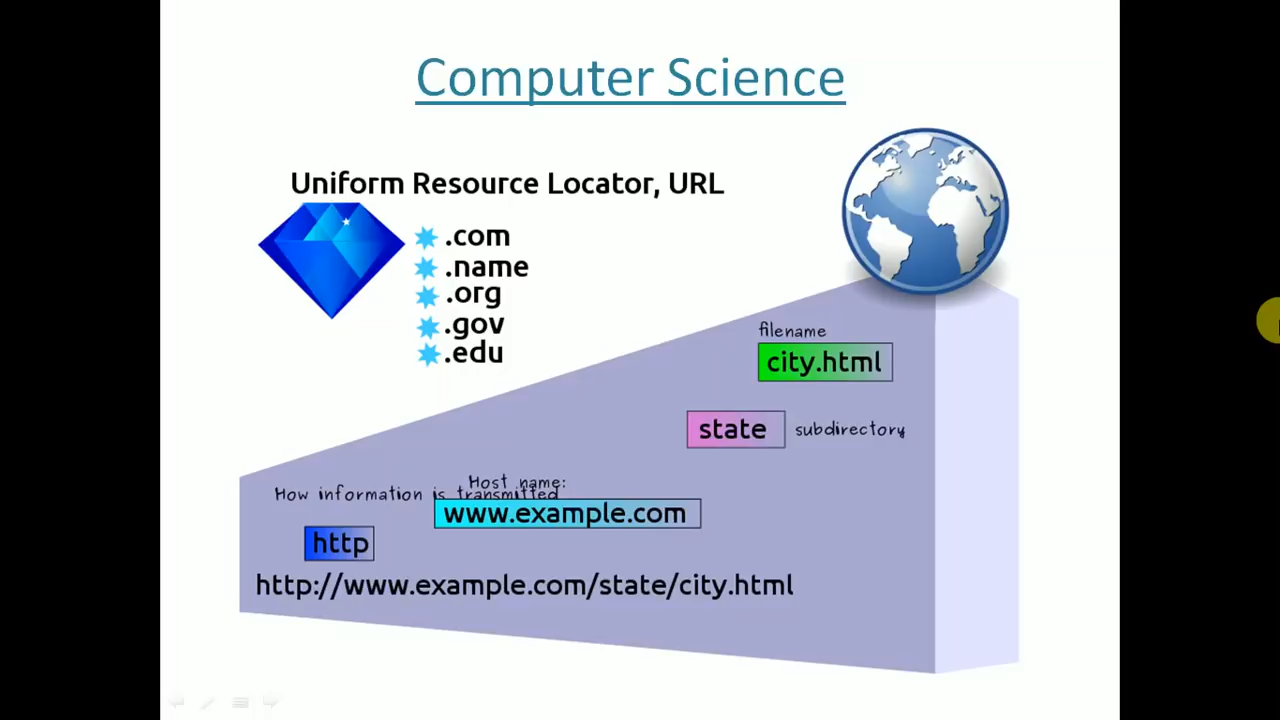 Computer Science
Uniform Resource Locator, URL
.com
.name
.org
.gov
.edu
filename
city.html
state
subdirectory
Host name:
How information is transmitted
www.example.com
http
http://www.example.com/state/city.html